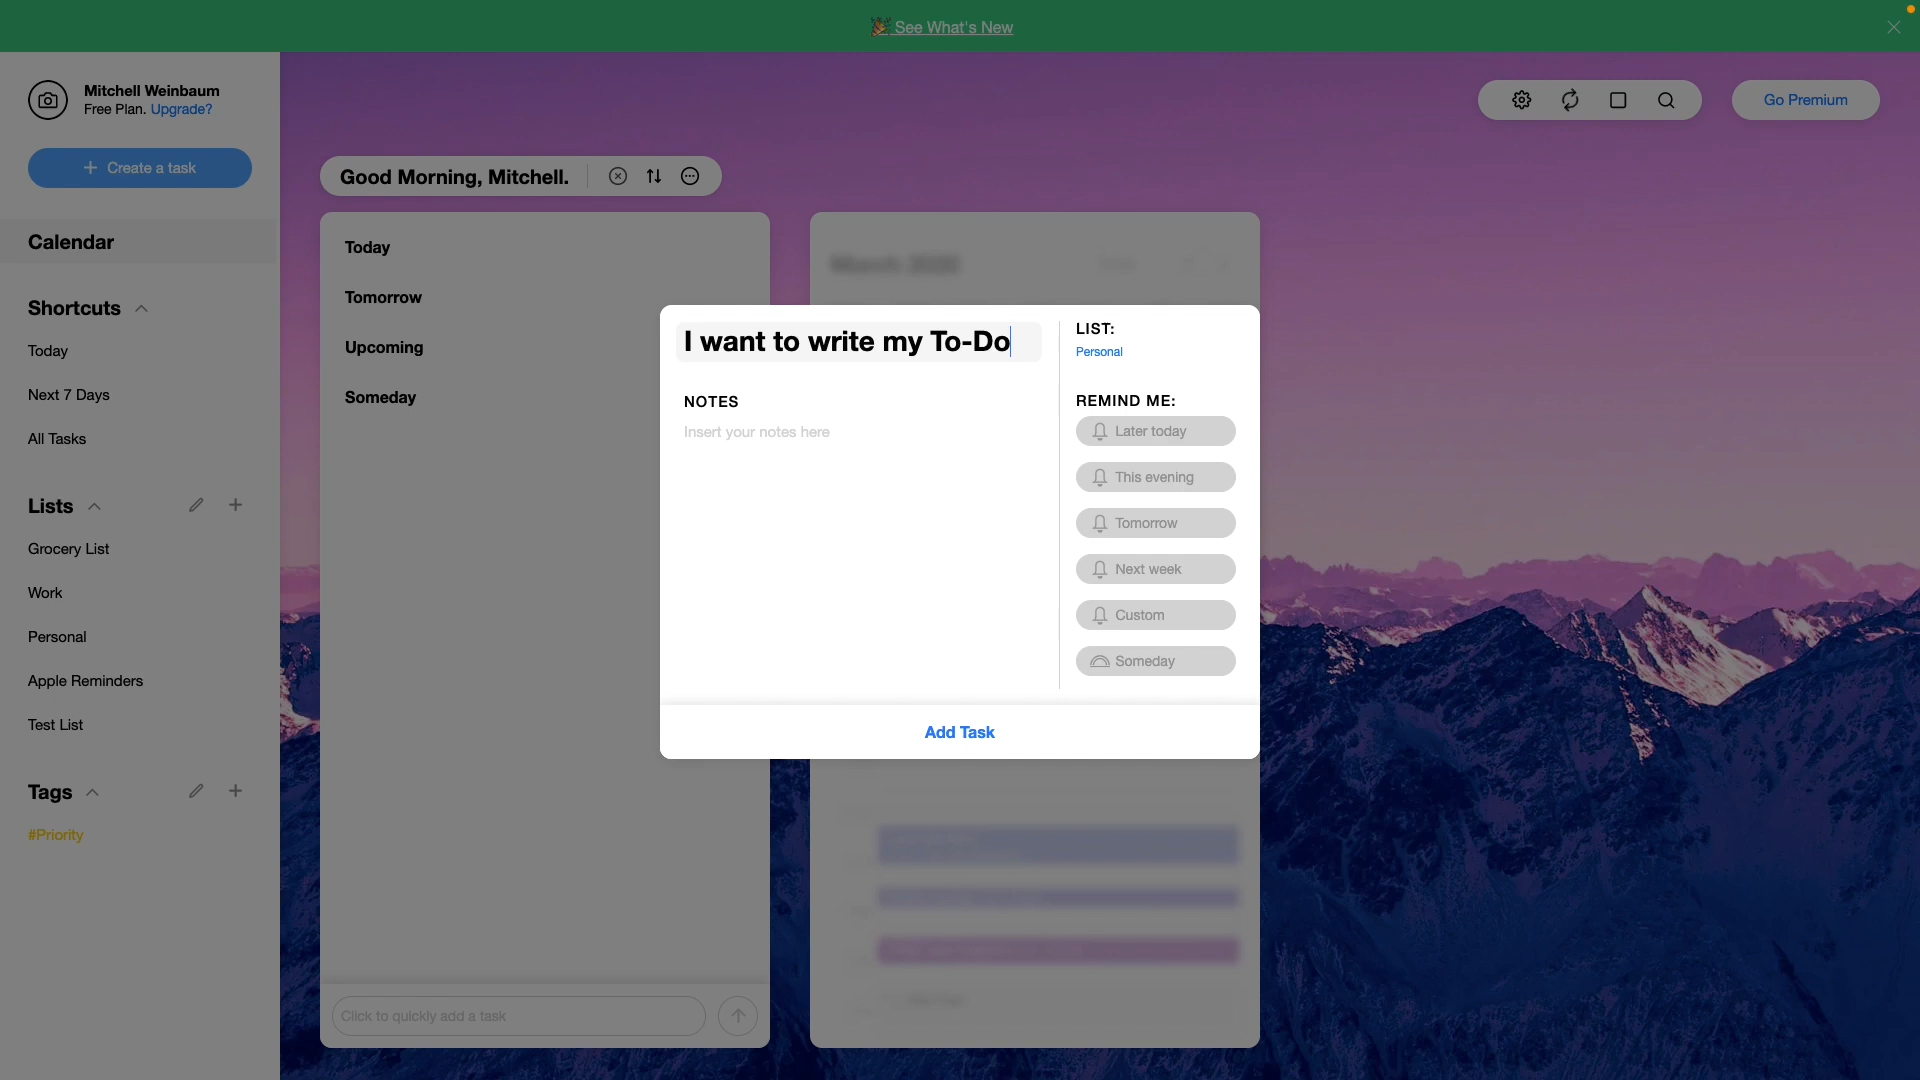 See What's New
Mitchell Weinbaum
Free Plan. Upgrade?
Create a task
Calendar
Shortcuts
Today
Next 7 Days
All Tasks
Lists
Grocery List
Work
Personal
Apple Reminders
Test List
Tags
#Priority
Go Premium
Good Morning, Mitchell.
Today
Tomorrow
Upcoming
Someday
Click to quickly add a task
March 2020
I want to write my To-Do
NOTES
Insert your notes here
LIST:
Personal
REMIND ME:
Later today
This evening
Tomorrow
Next week
Custom
Someday
Add Task